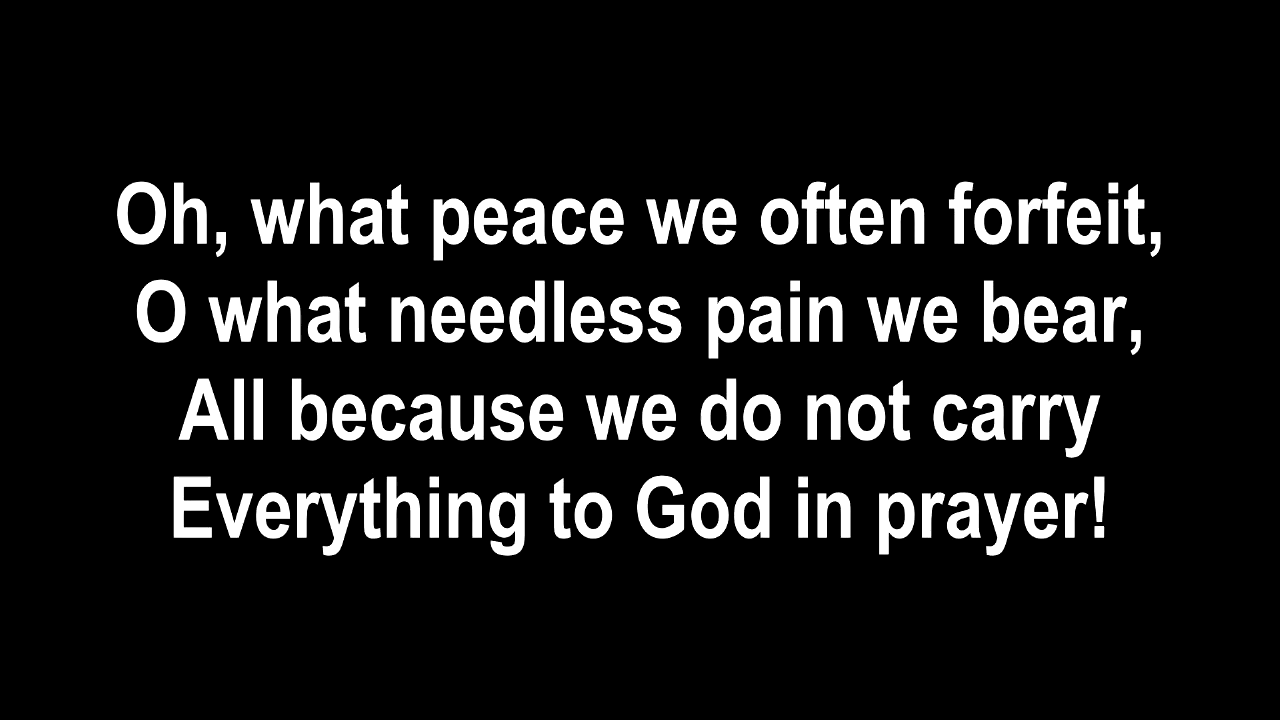 Oh, what peace we often forfeit,
O what needless pain we bear,
All because we do not carry
Everything to God in prayer!